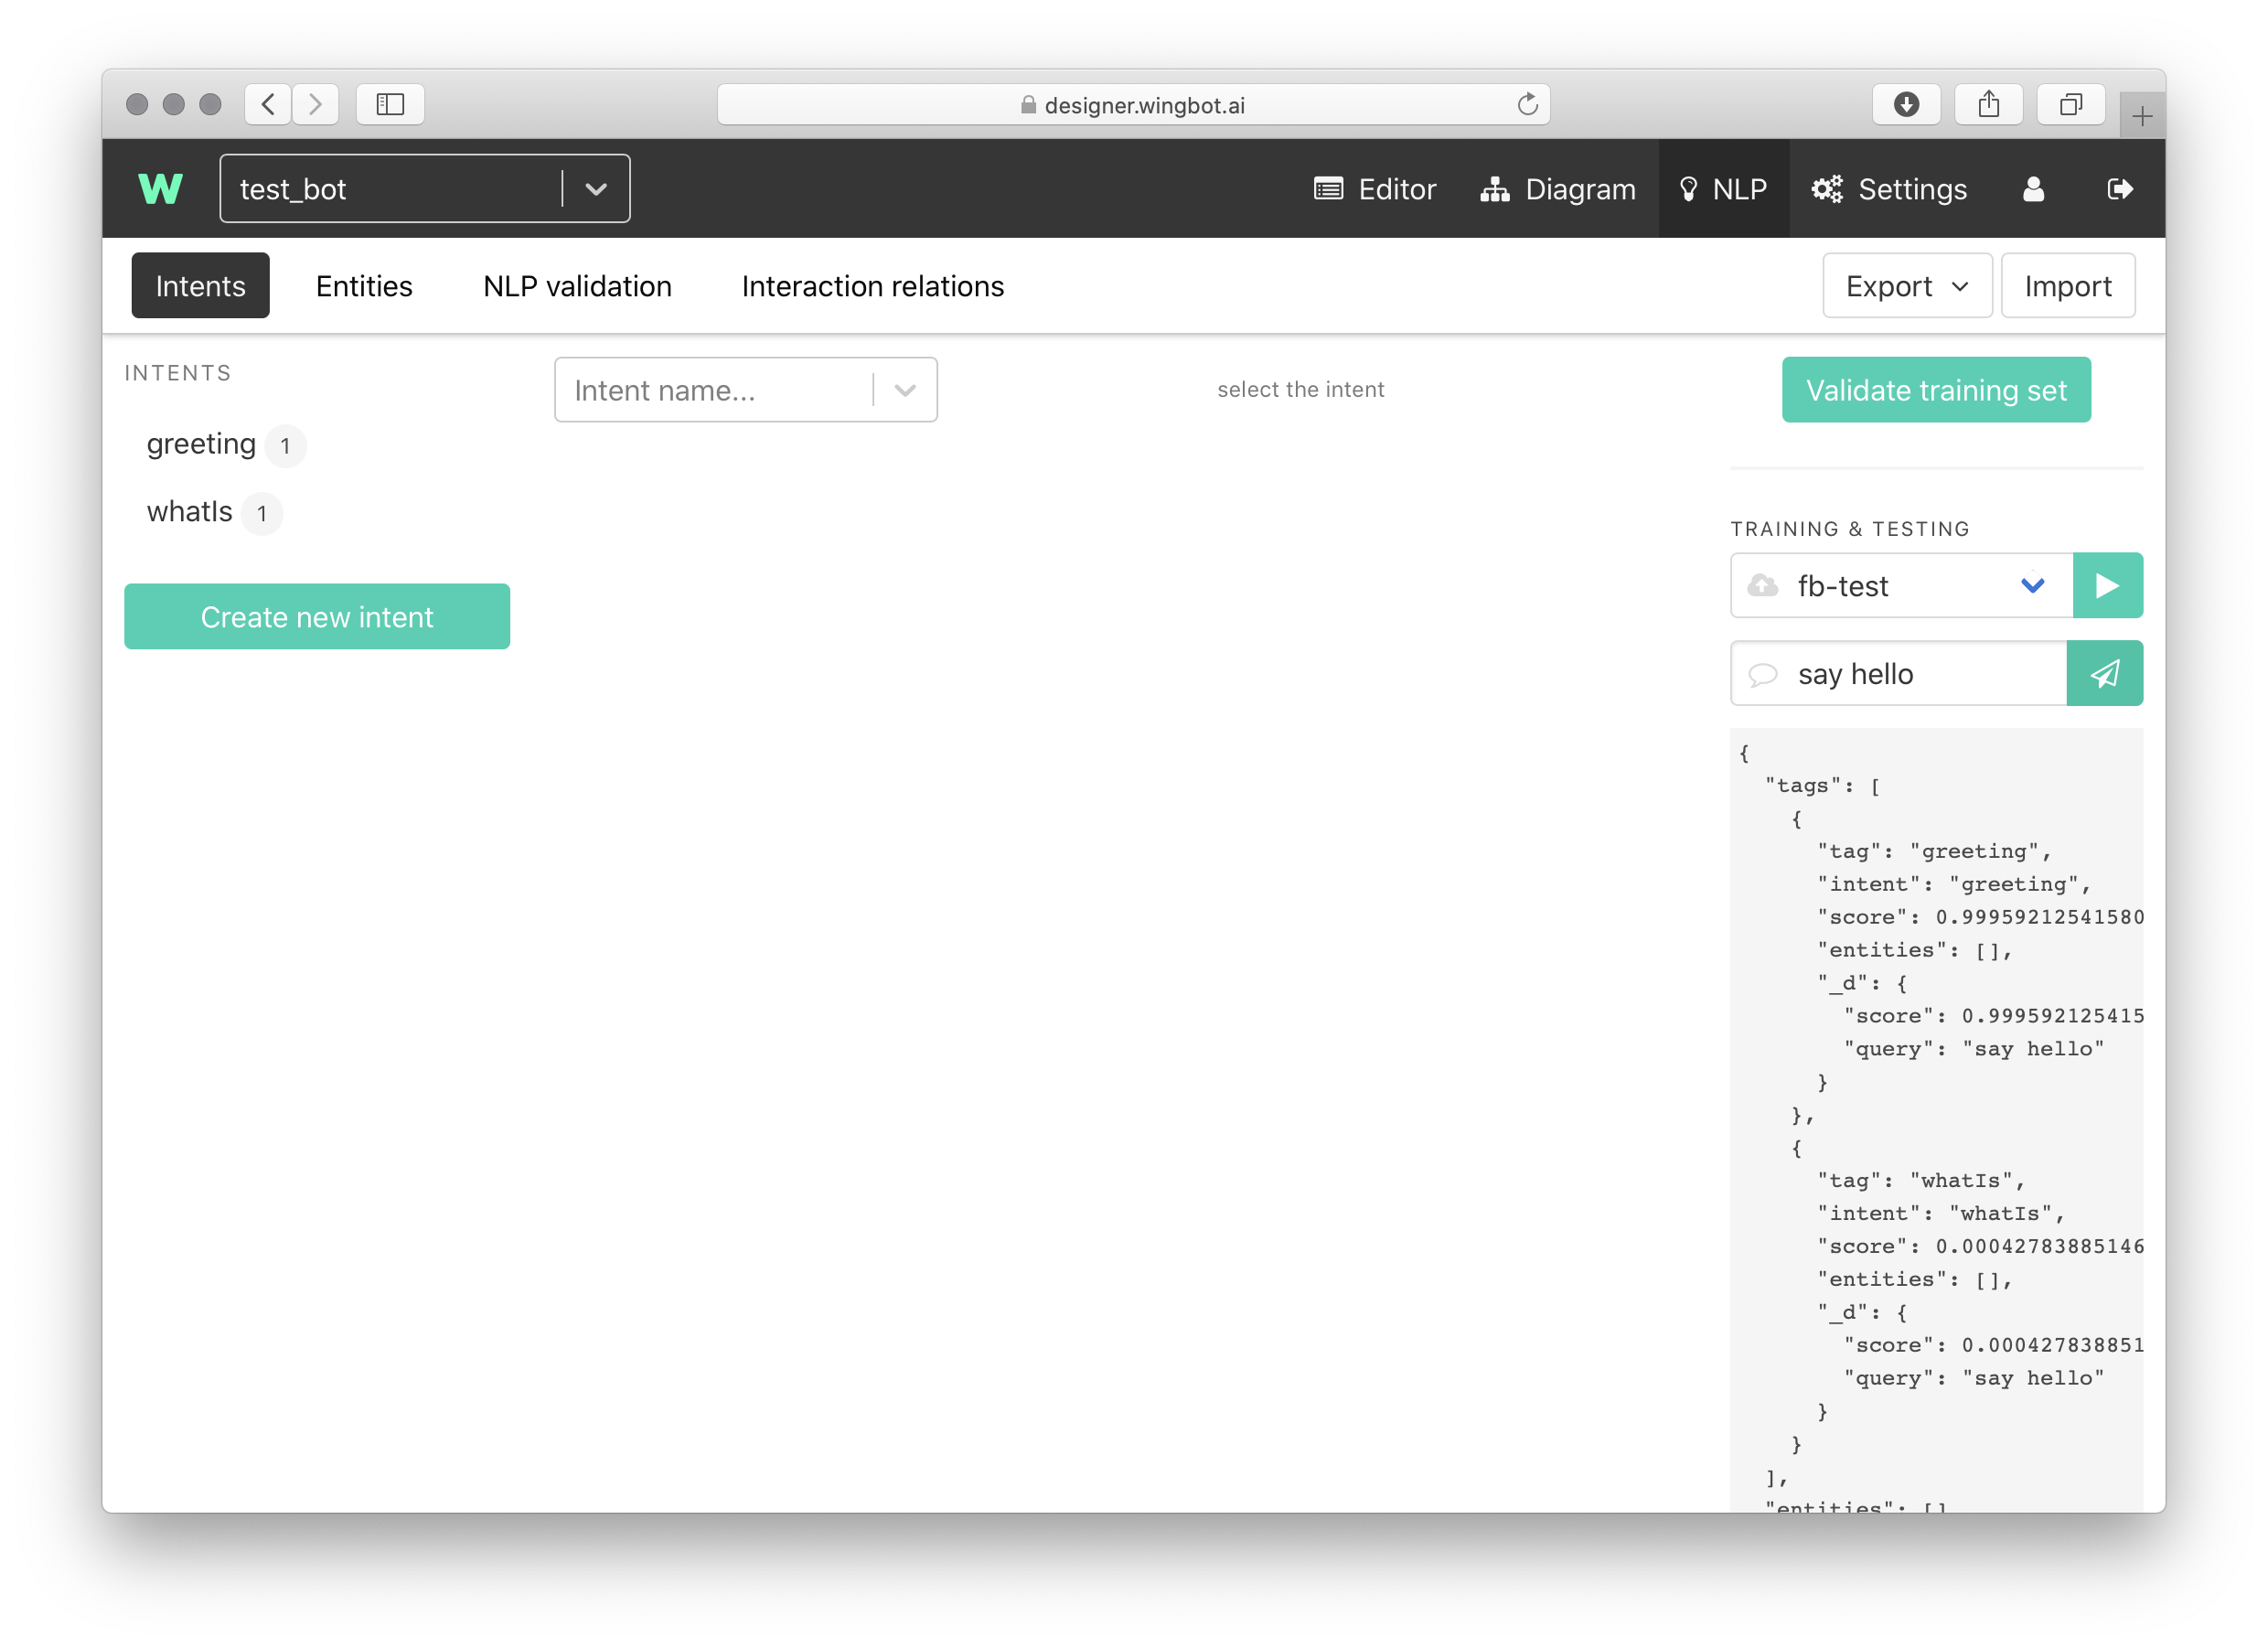 designer.wingbot.ai
W
test_bot
Editor
Diagram
NLP
Settings
Intents
Entities
NLP validation
Interaction relations
Export
Import
INTENTS
greeting 1
whatIs 1
Create new intent
Intent name...
select the intent
Validate training set
TRAINING & TESTING
fb-test
say hello
{
"tags": [
{
"tag": "greeting",
"intent": "greeting",
"score": 0.99959212541580
"entities": [],
"_d": {
"score": 0.999592125415
"query": "say hello"
}
},
{
"tag": "whatIs",
"intent": "whatIs",
"score": 0.00042783885146
"entities": [],
"_d": {
"score": 0.000427838851
"query": "say hello"
}
}
],
"entities": []